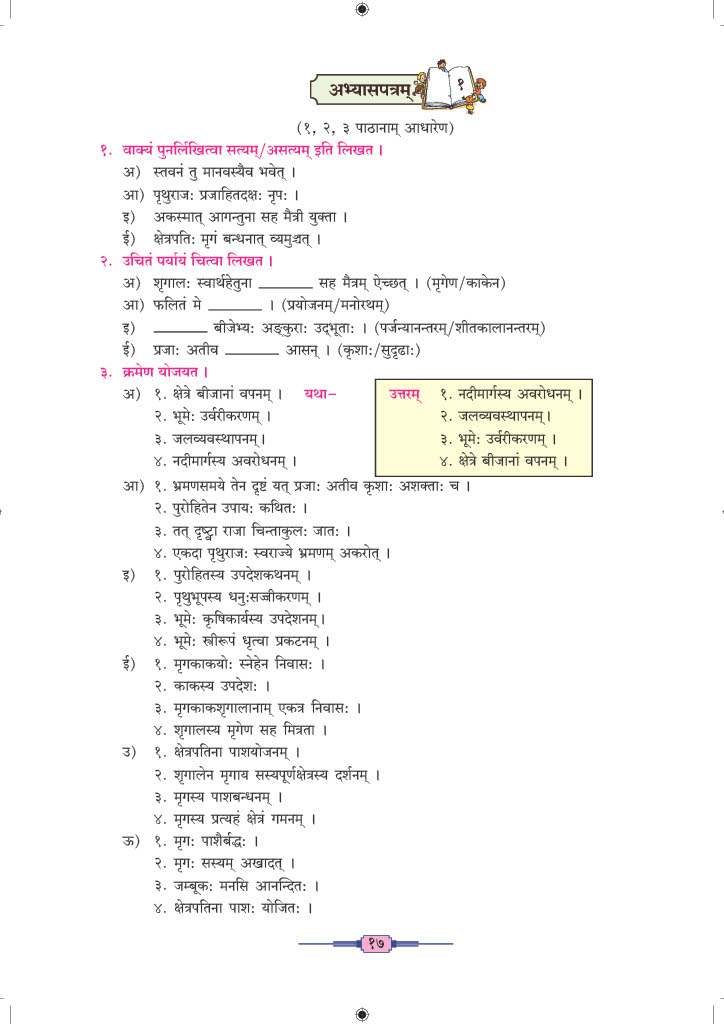 अभ्यासपत्रम् १
(१, २, ३ पाठानाम् आधारेण)
१. वाक्यं पुनर्लिखित्वा सत्यम्/असत्यम् इति लिखत ।
अ) स्तवनं तु मानवस्यैव भवेत् ।
आ) पृथुराजः प्रजाहितदक्षः नृपः ।
इ) अकस्मात् आगन्तुना सह मैत्री युक्ता ।
ई) क्षेत्रपतिः मृगं बन्धनात् व्यमुञ्चत् ।
२. उचितं पर्यायं चित्वा लिखत ।
अ) शृगालः स्वार्थहेतुना ______ सह मैत्रम् ऐच्छत् । (मृगेण/काकेन)
आ) फलितं मे ______ । (प्रयोजनम्/मनोरथम्)
इ) ______ बीजेभ्यः अङ्कुराः उद्भूताः । (पर्जन्यानन्तरम्/शीतकालानन्तरम्)
ई) प्रजाः अतीव ______ आसन् । (कृशाः/सुदृढाः)
३. क्रमेण योजयत ।
अ) १. क्षेत्रे बीजानां वपनम् । यथा– उत्तरम् १. नदीमार्गस्य अवरोधनम् ।
२. भूमेः उर्वरीकरणम् । २. जलव्यवस्थापनम्।
३. जलव्यवस्थापनम्। ३. भूमेः उर्वरीकरणम् ।
४. नदीमार्गस्य अवरोधनम् । ४. क्षेत्रे बीजानां वपनम् ।
आ) १. भ्रमणसमये तेन दृष्टं यत् प्रजाः अतीव कृशाः अशक्ताः च ।
२. पुरोहितेन उपायः कथितः ।
३. तत् दृष्ट्वा राजा चिन्ताकुलः जातः ।
४. एकदा पृथुराजः स्वराज्ये भ्रमणम् अकरोत् ।
इ) १. पुरोहितस्य उपदेशकथनम् ।
२. पृथुभूपस्य धनुःसज्जीकरणम् ।
३. भूमेः कृषिकार्यस्य उपदेशनम्।
४. भूमेः स्त्रीरूपं धृत्वा प्रकटनम् ।
ई) १. मृगकाकयोः स्नेहेन निवासः ।
२. काकस्य उपदेशः ।
३. मृगकाकशृगालानाम् एकत्र निवासः ।
४. शृगालस्य मृगेण सह मित्रता ।
उ) १. क्षेत्रपतिना पाशयोजनम् ।
२. शृगालेन मृगाय सस्यपूर्णक्षेत्रस्य दर्शनम् ।
३. मृगस्य पाशबन्धनम् ।
४. मृगस्य प्रत्यहं क्षेत्रं गमनम् ।
ऊ) १. मृगः पाशैर्बद्धः ।
२. मृगः सस्यम् अखादत् ।
३. जम्बूकः मनसि आनन्दितः ।
४. क्षेत्रपतिना पाशः योजितः ।
१७